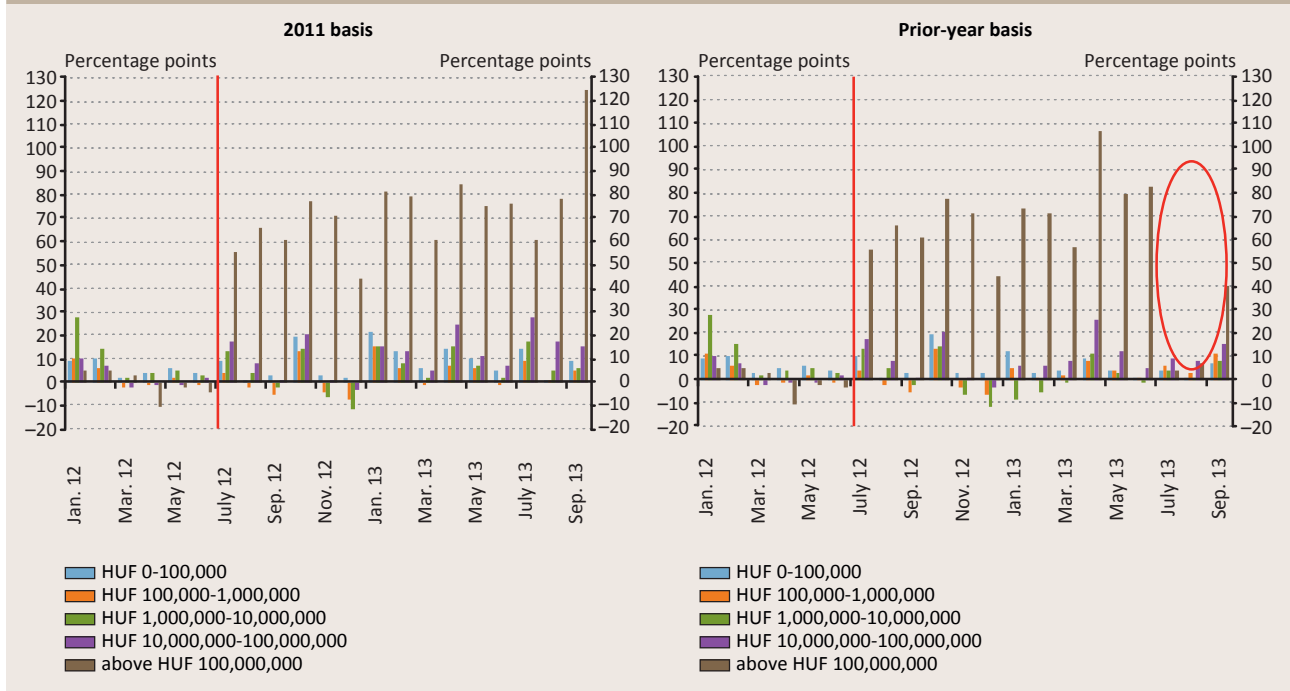 2011 basis
Percentage points Percentage points
130 130
120 120
110 110
100 100
90 90
80 80
70 70
60 60
50 50
40 40
30 30
20 20
10 10
0 0
–10 –10
–20 –20
Jan. 12 Mar. 12 May 12 July 12 Sep. 12 Nov. 12 Jan. 13 Mar. 13 May 13 July 13 Sep. 13
HUF 0-100,000
HUF 100,000-1,000,000
HUF 1,000,000-10,000,000
HUF 10,000,000-100,000,000
above HUF 100,000,000
Prior-year basis
Percentage points Percentage points
130 130
120 120
110 110
100 100
90 90
80 80
70 70
60 60
50 50
40 40
30 30
20 20
10 10
0 0
–10 –10
–20 –20
Jan. 12 Mar. 12 May 12 July 12 Sep. 12 Nov. 12 Jan. 13 Mar. 13 May 13 July 13 Sep. 13
HUF 0-100,000
HUF 100,000-1,000,000
HUF 1,000,000-10,000,000
HUF 10,000,000-100,000,000
above HUF 100,000,000